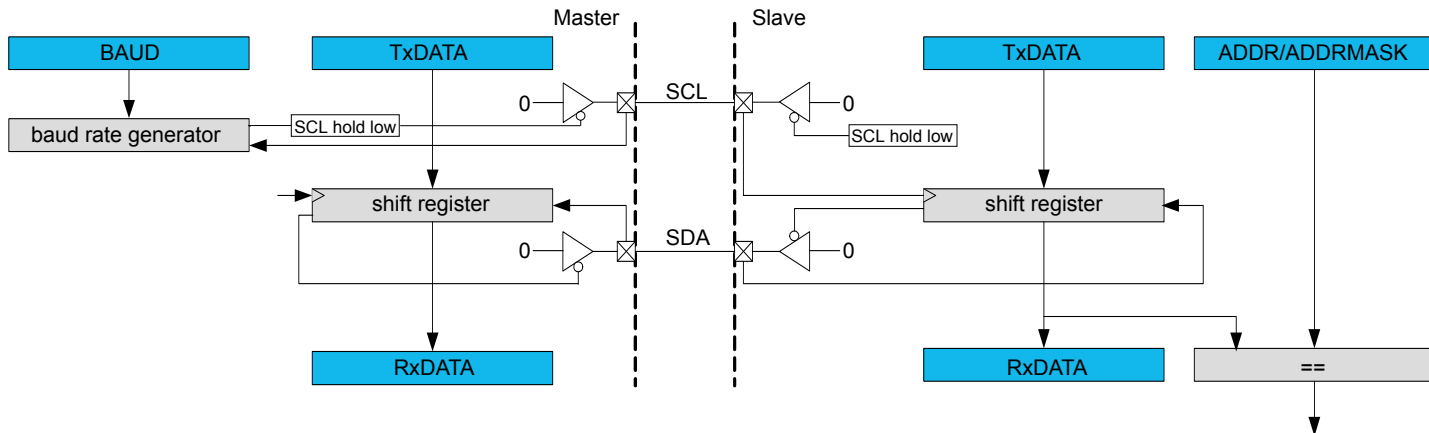 Master Slave
BAUD TxDATA TxDATA ADDR/ADDRMASK
0 SCL 0
baud rate generator SCL hold low SCL hold low
shift register shift register
0 SDA 0
RxDATA RxDATA ==